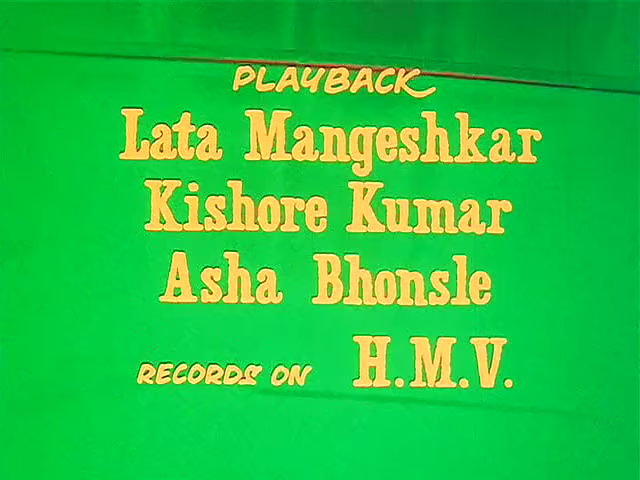 PLAYBACK
Lata Mangeshkar
Kishore Kumar
Asha Bhonsle
RECORDS ON H.M.V.